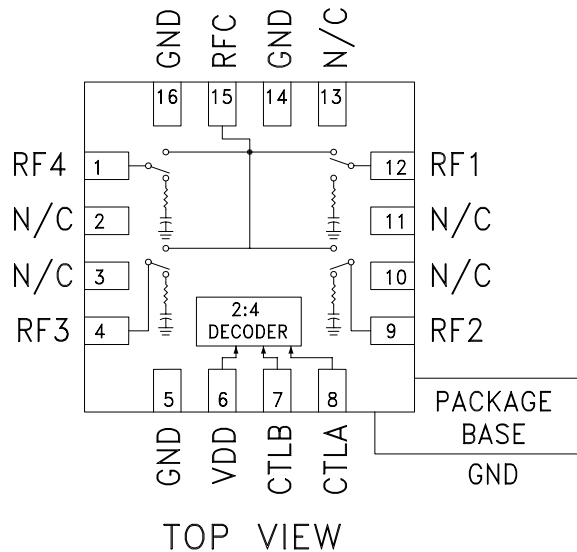 GND RFC GND N/C
16 15 14 13
RF4 1 12 RF1
N/C 2 11 N/C
N/C 3 10 N/C
RF3 4 9 RF2
2:4
DECODER
5 6 7 8
GND VDD CTLB CTLA
PACKAGE
BASE
GND
TOP VIEW